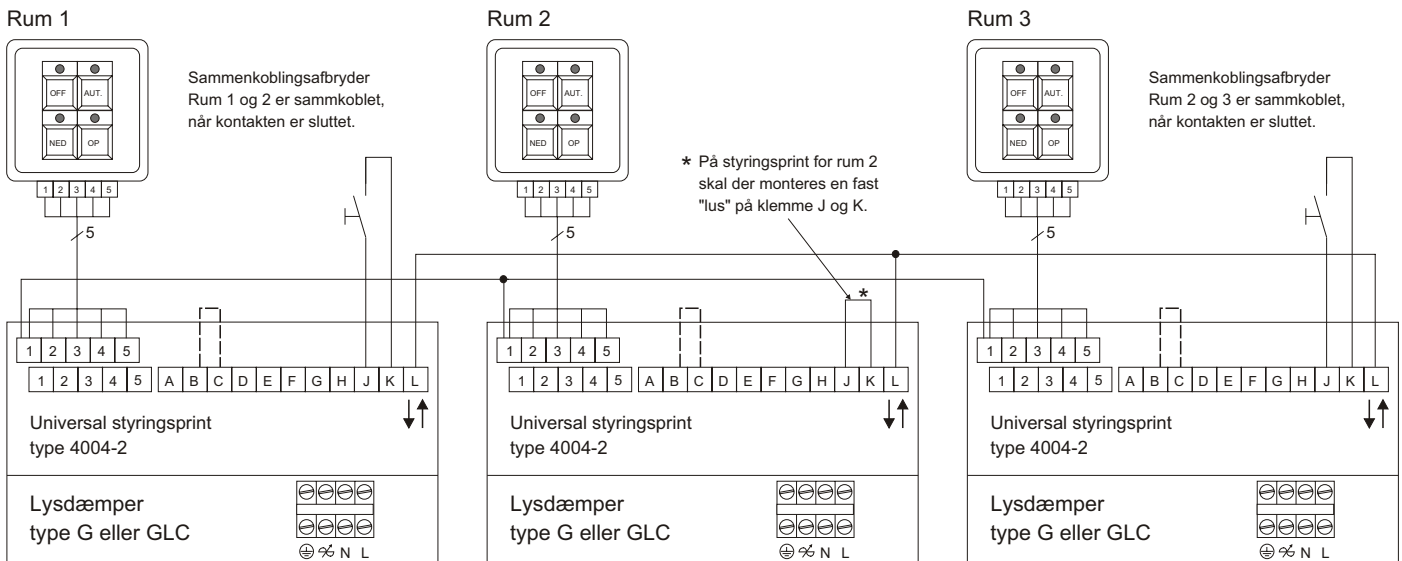 Rum 1
OFF AUT.
NED OP
1 2 3 4 5
5
Sammenkoblingsafbryder
Rum 1 og 2 er sammkoblet,
når kontakten er sluttet.
1 2 3 4 5
1 2 3 4 5 A B C D E F G H J K L
Universal styringsprint
type 4004-2
Lysdæmper
type G eller GLC
N L
Rum 2
OFF AUT.
NED OP
1 2 3 4 5
5
* På styringsprint for rum 2
skal der monteres en fast
"lus" på klemme J og K.
*
1 2 3 4 5
1 2 3 4 5 A B C D E F G H J K L
Universal styringsprint
type 4004-2
Lysdæmper
type G eller GLC
N L
Rum 3
OFF AUT.
NED OP
1 2 3 4 5
5
Sammenkoblingsafbryder
Rum 2 og 3 er sammkoblet,
når kontakten er sluttet.
1 2 3 4 5
1 2 3 4 5 A B C D E F G H J K L
Universal styringsprint
type 4004-2
Lysdæmper
type G eller GLC
N L